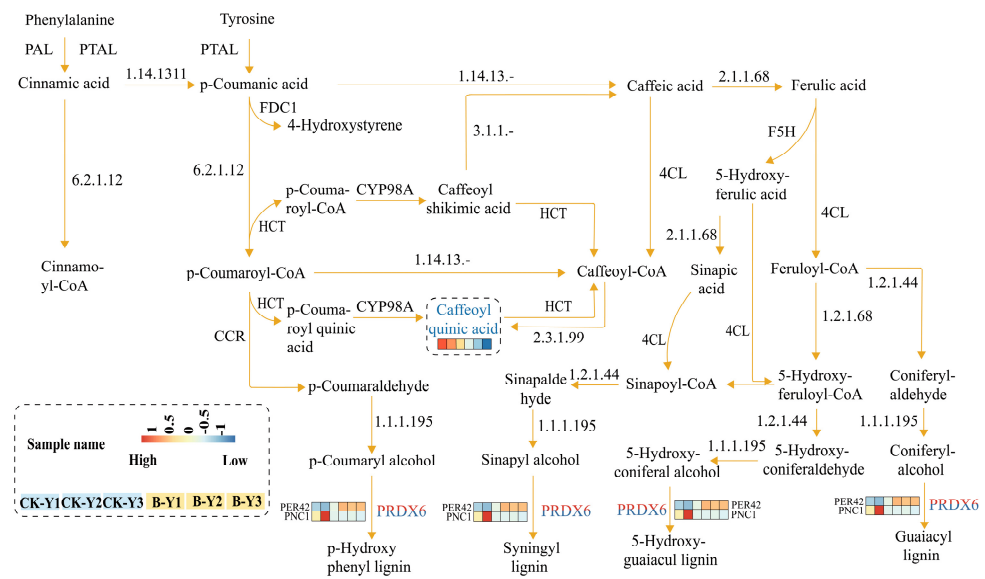 Phenylalanine
Tyrosine
PAL
PTAL
PTAL
Cinnamic acid
1.14.1311
p-Coumanic acid
1.14.13.-
Caffeic acid
2.1.1.68
Ferulic acid
FDC1
4-Hydroxystyrene
3.1.1.-
F5H
6.2.1.12
6.2.1.12
4CL
5-Hydroxy-
ferulic acid
p-Couma-
royl-CoA
CYP98A
Caffeoyl
shikimic acid
HCT
HCT
4CL
2.1.1.68
Cinnamo-
yl-CoA
p-Coumaroyl-CoA
1.14.13.-
Caffeoyl-CoA
Sinapic
acid
Feruloyl-CoA
1.2.1.44
HCT
p-Couma-
royl quinic
acid
CYP98A
Caffeoyl
quinic acid
HCT
2.3.1.99
1.2.1.68
CCR
4CL
4CL
p-Coumaraldehyde
Sinapalde
hyde
1.2.1.44
Sinapoyl-CoA
5-Hydroxy-
feruloyl-CoA
Coniferyl-
aldehyde
1.1.1.195
1.1.1.195
1.2.1.44
1.1.1.195
Sample name
1
0.5
0
-0.5
-1
High
Low
p-Coumaryl alcohol
Sinapyl alcohol
5-Hydroxy-
coniferal alcohol
1.1.1.195
5-Hydroxy-
coniferaldehyde
Coniferyl-
alcohol
CK-Y1 CK-Y2 CK-Y3 B-Y1 B-Y2 B-Y3
PER42
PNC1
PRDX6
PER42
PNC1
PRDX6
PRDX6
PER42
PNC1
PER42
PNC1
PRDX6
p-Hydroxy
phenyl lignin
Syningyl
lignin
5-Hydroxy-
guaiacul lignin
Guaiacyl
lignin